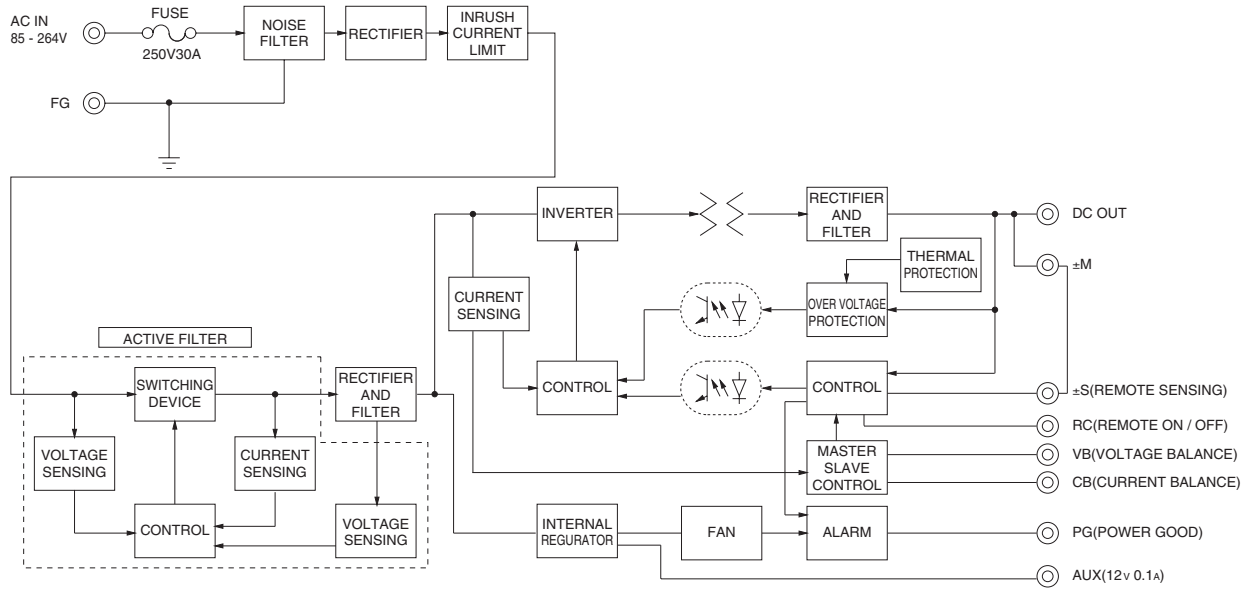 AC IN
85 - 264V
FUSE
250V30A
NOISE
FILTER
RECTIFIER
INRUSH
CURRENT
LIMIT
FG
INVERTER
RECTIFIER
AND
FILTER
DC OUT
THERMAL
PROTECTION
±M
CURRENT
SENSING
OVER VOLTAGE
PROTECTION
ACTIVE FILTER
SWITCHING
DEVICE
RECTIFIER
AND
FILTER
CONTROL
CONTROL
±S(REMOTE SENSING)
RC(REMOTE ON / OFF)
VOLTAGE
SENSING
CURRENT
SENSING
MASTER
SLAVE
CONTROL
VB(VOLTAGE BALANCE)
CB(CURRENT BALANCE)
CONTROL
VOLTAGE
SENSING
INTERNAL
REGURATOR
FAN
ALARM
PG(POWER GOOD)
AUX(12V 0.1A)